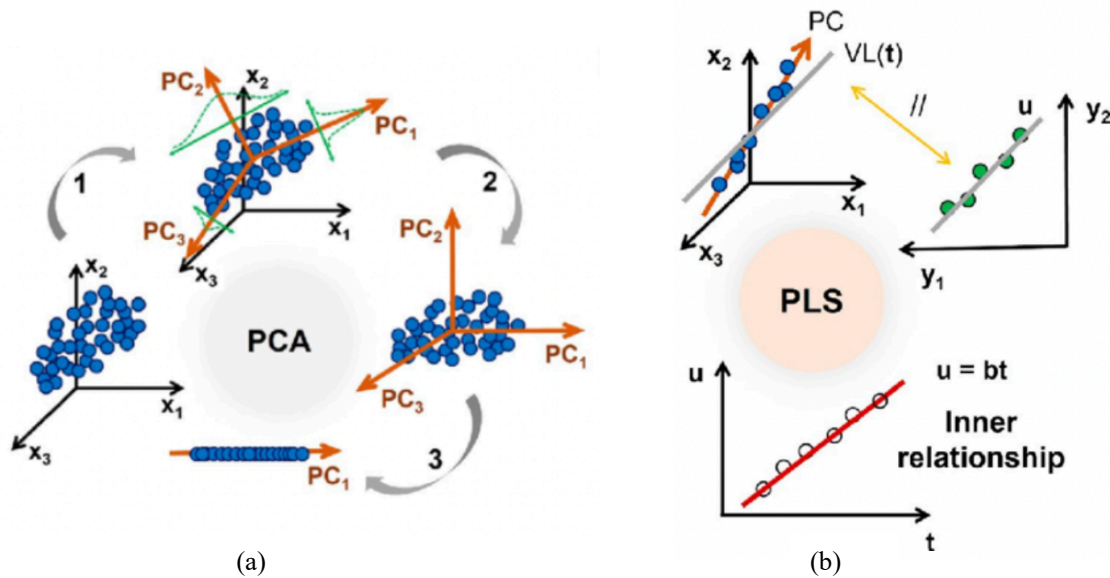 x2
PC2
PC1
1
2
PC3
x1
x3
PCA
x2
x1
x3
PC2
PC1
PC3
3
PC1
(a)
PC
VL(t)
x2
//
u
y2
x1
x3
y1
PLS
u
u = bt
Inner
relationship
t
(b)